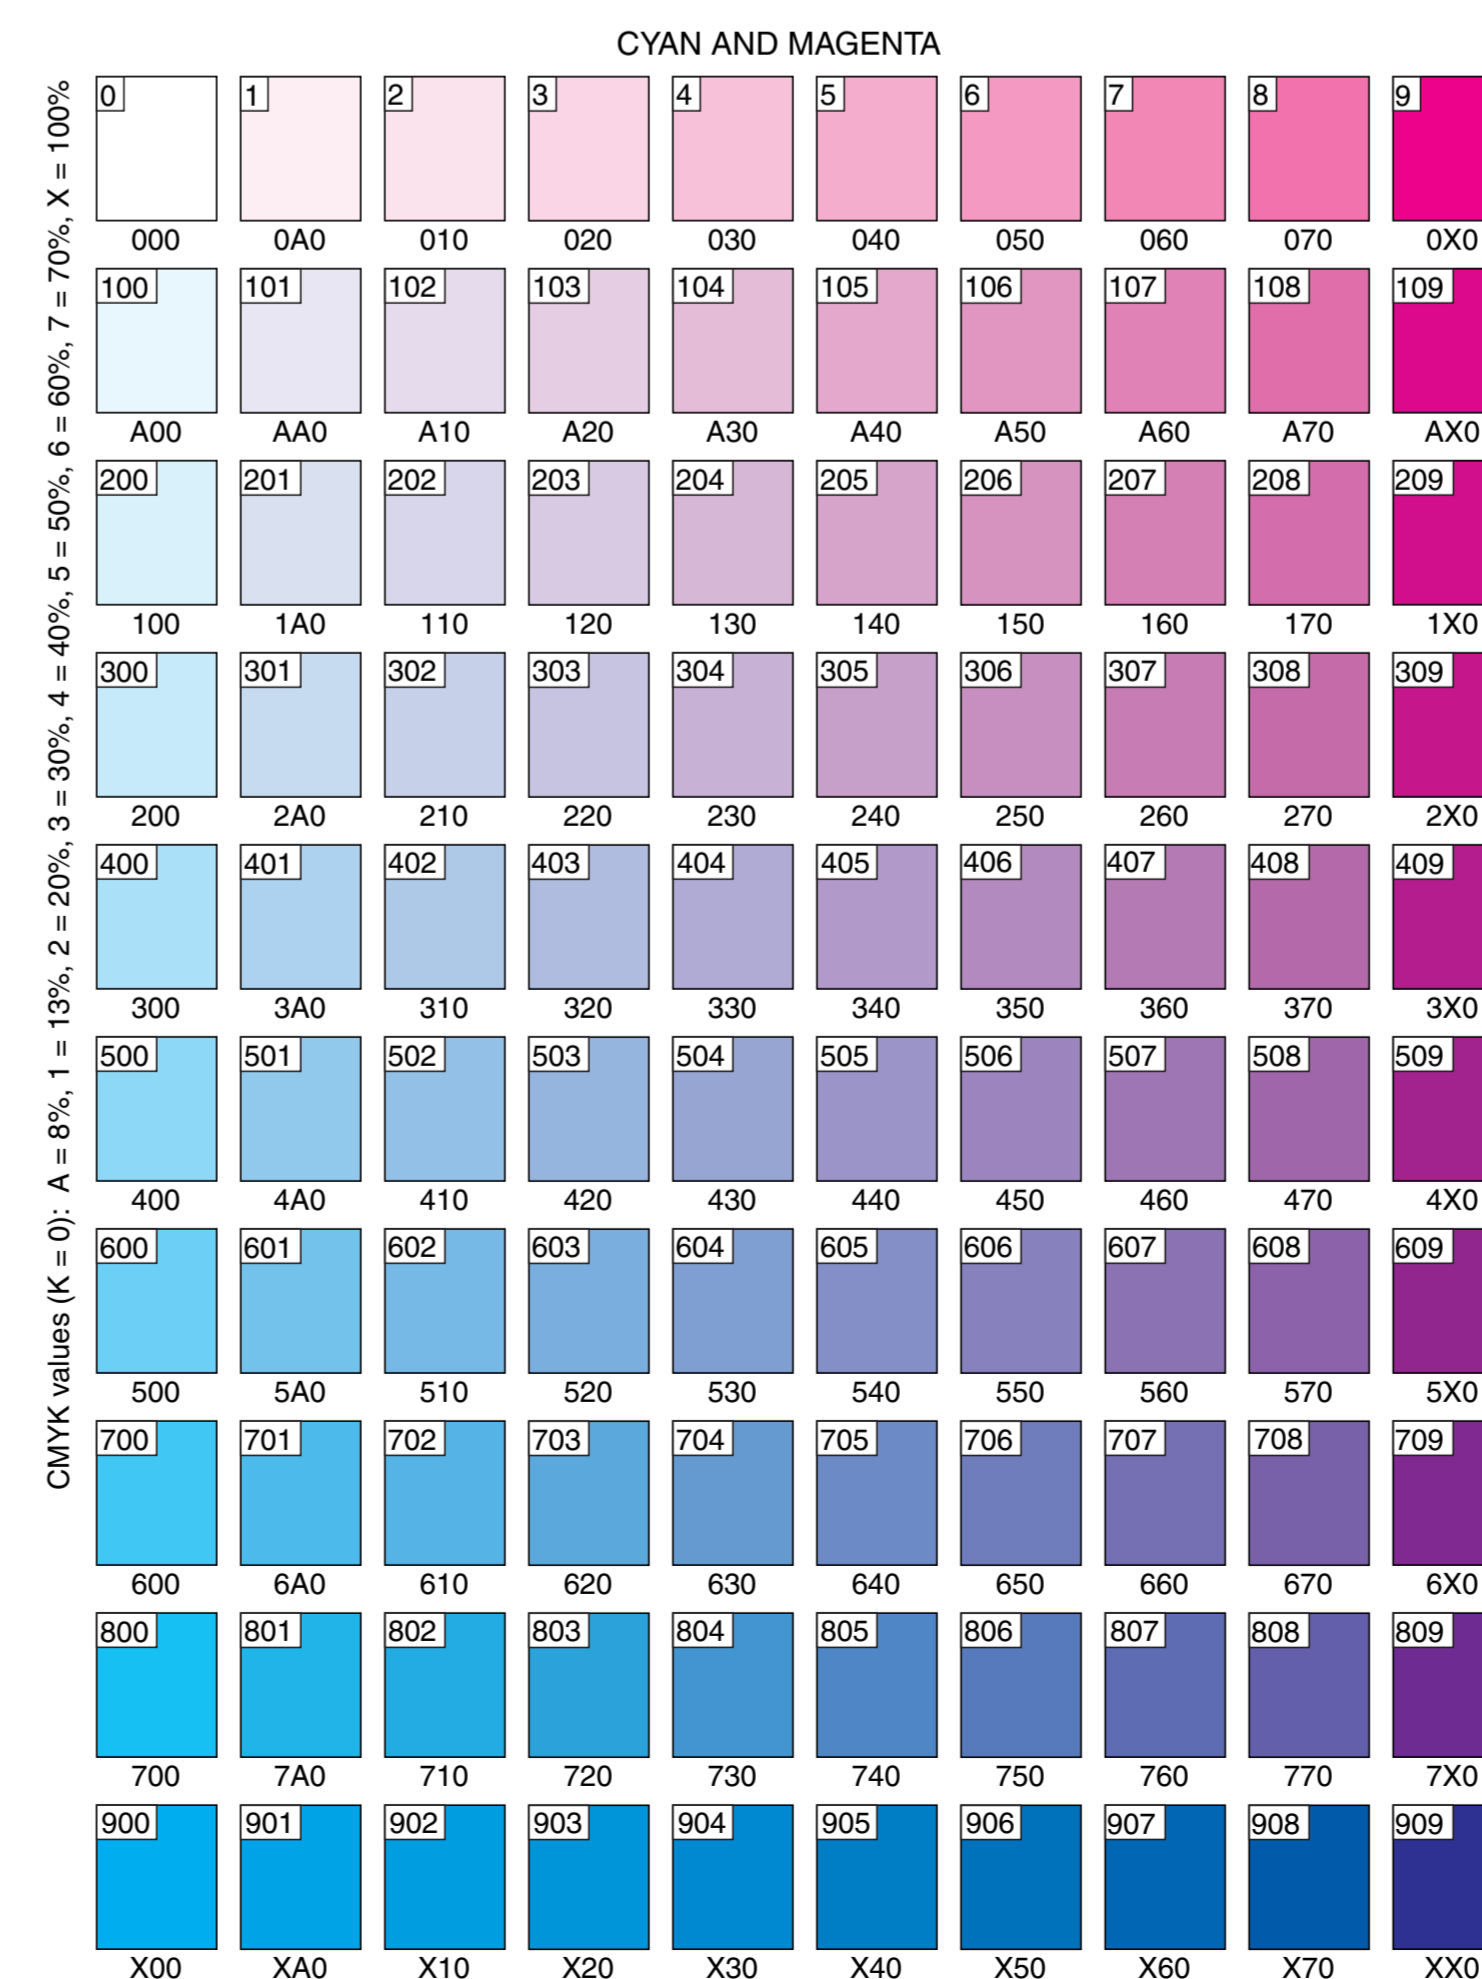 CYAN AND MAGENTA
CMYK values (K = 0): A = 8%, 1 = 13%, 2 = 20%, 3 = 30%, 4 = 40%, 5 = 50%, 6 = 60%, 7 = 70%, X = 100%
0 1 2 3 4 5 6 7 8 9
000 0A0 010 020 030 040 050 060 070 0X0
100 101 102 103 104 105 106 107 108 109
A00 AA0 A10 A20 A30 A40 A50 A60 A70 AX0
200 201 202 203 204 205 206 207 208 209
100 1A0 110 120 130 140 150 160 170 1X0
300 301 302 303 304 305 306 307 308 309
200 2A0 210 220 230 240 250 260 270 2X0
400 401 402 403 404 405 406 407 408 409
300 3A0 310 320 330 340 350 360 370 3X0
500 501 502 503 504 505 506 507 508 509
400 4A0 410 420 430 440 450 460 470 4X0
600 601 602 603 604 605 606 607 608 609
500 5A0 510 520 530 540 550 560 570 5X0
700 701 702 703 704 705 706 707 708 709
600 6A0 610 620 630 640 650 660 670 6X0
800 801 802 803 804 805 806 807 808 809
700 7A0 710 720 730 740 750 760 770 7X0
900 901 902 903 904 905 906 907 908 909
X00 XA0 X10 X20 X30 X40 X50 X60 X70 XX0